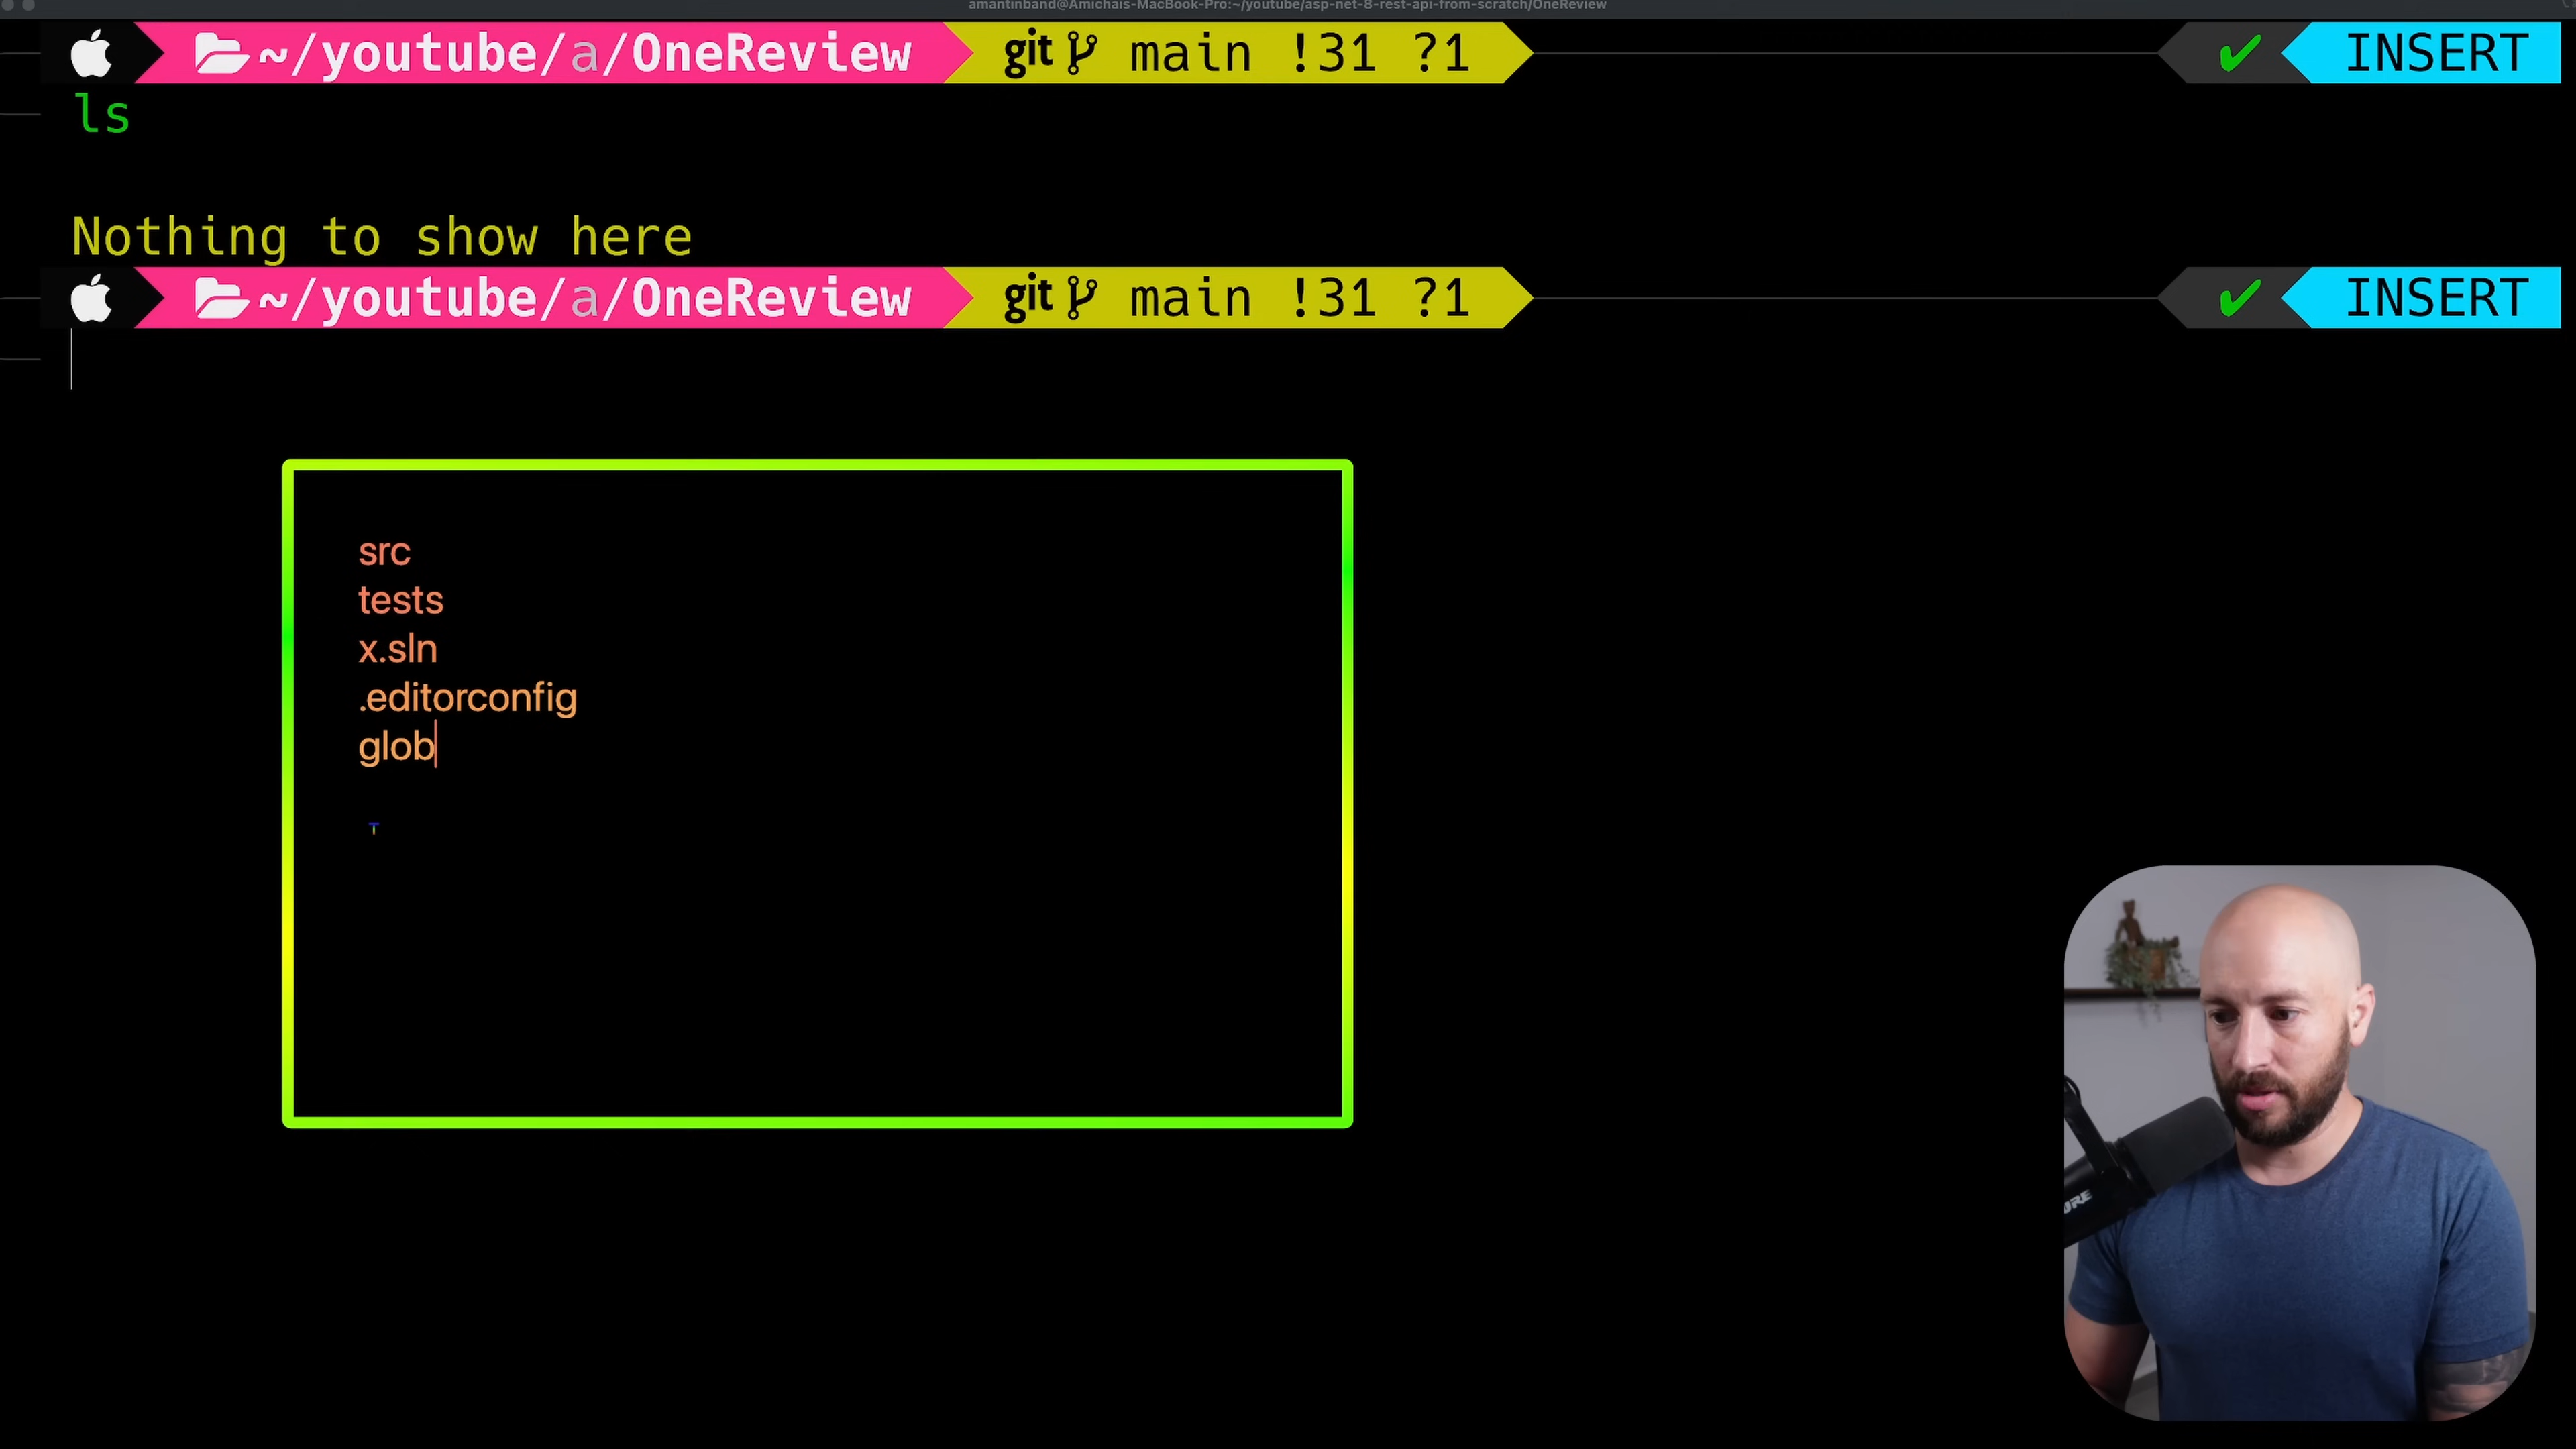 amantinband@Amichais-MacBook-Pro:~/youtube/asp-net-8-rest-api-from-scratch/OneReview
~/youtube/a/OneReview git main !31 ?1 ✔ INSERT
ls
Nothing to show here
~/youtube/a/OneReview git main !31 ?1 ✔ INSERT
src
tests
x.sln
.editorconfig
glob